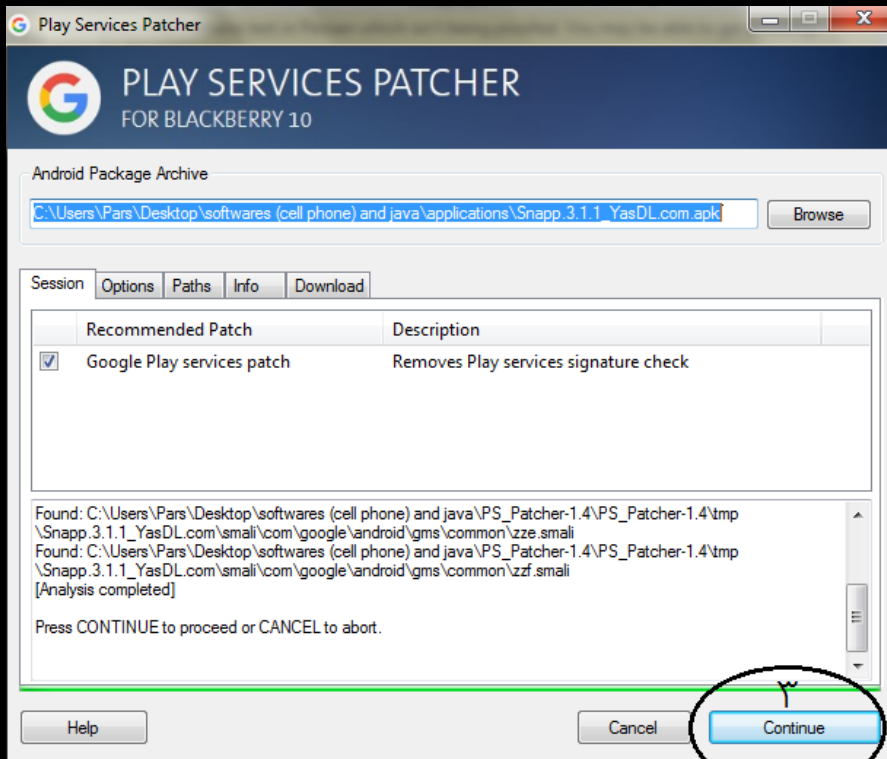 Play Services Patcher
PLAY SERVICES PATCHER
FOR BLACKBERRY 10
Android Package Archive
C:\Users\Pars\Desktop\softwares (cell phone) and java\applications\Snapp.3.1.1_YasDL.com.apk
Browse
Session Options Paths Info Download
Recommended Patch Description
Google Play services patch Removes Play services signature check
Found: C:\Users\Pars\Desktop\softwares (cell phone) and java\PS_Patcher-1.4\PS_Patcher-1.4\tmp
\Snapp.3.1.1_YasDL.com\smali\com\google\android\gms\common\zze.smali
Found: C:\Users\Pars\Desktop\softwares (cell phone) and java\PS_Patcher-1.4\PS_Patcher-1.4\tmp
\Snapp.3.1.1_YasDL.com\smali\com\google\android\gms\common\zzf.smali
[Analysis completed]
Press CONTINUE to proceed or CANCEL to abort.
۳
Help Cancel Continue